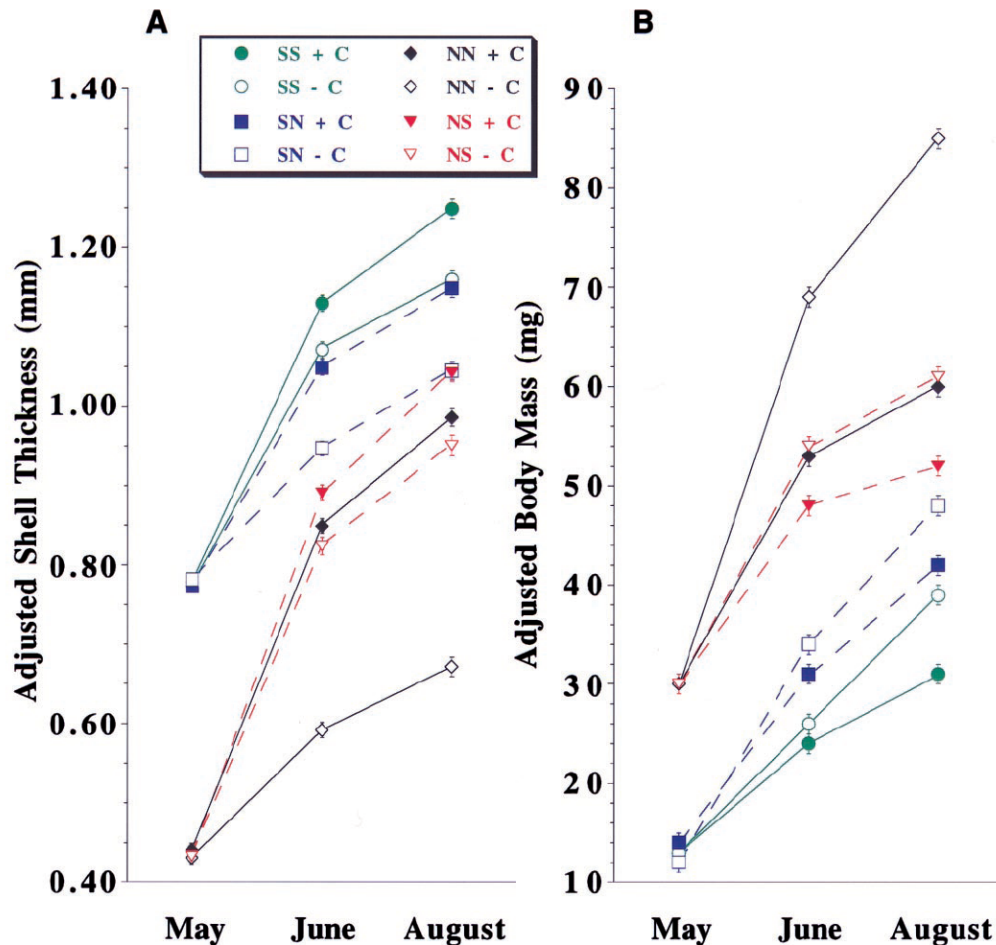 A
B
SS + C
SS - C
SN + C
SN - C
NN + C
NN - C
NS + C
NS - C
Adjusted Shell Thickness (mm)
1.40
1.20
1.00
0.80
0.60
0.40
May June August
Adjusted Body Mass (mg)
90
80
70
60
50
40
30
20
10
May June August